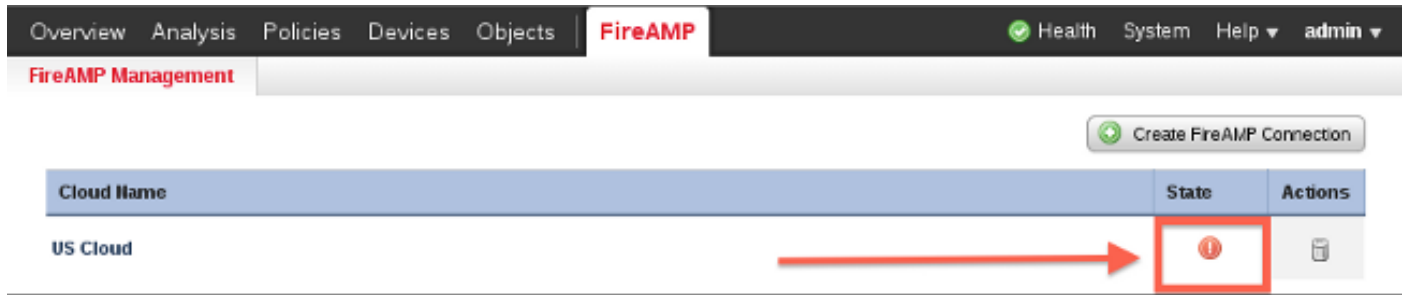 Overview Analysis Policies Devices Objects FireAMP Health System Help admin
FireAMP Management
Create FireAMP Connection
Cloud Name State Actions
US Cloud